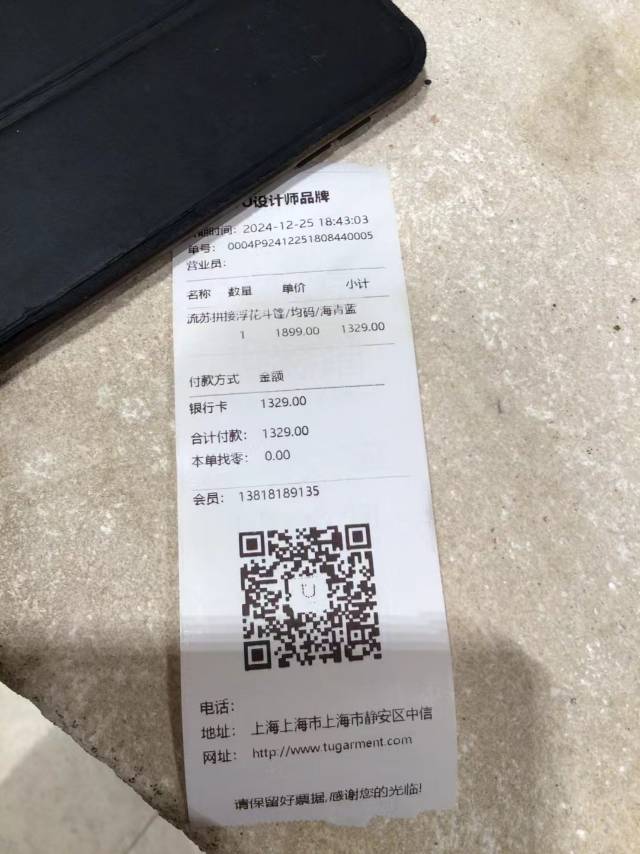 U设计师品牌
时间: 2024-12-25 18:43:03
单号: 0004P92412251808440005
营业员:
名称 数量 单价 小计
流苏拼接浮花斗篷/均码/海青蓝
1 1899.00 1329.00
付款方式 金额
银行卡 1329.00
合计付款: 1329.00
本单找零: 0.00
会员: 13818189135
U
电话:
地址: 上海上海市上海市静安区中信
网址: http://www.tugarment.com
请保留好票据,感谢您的光临!